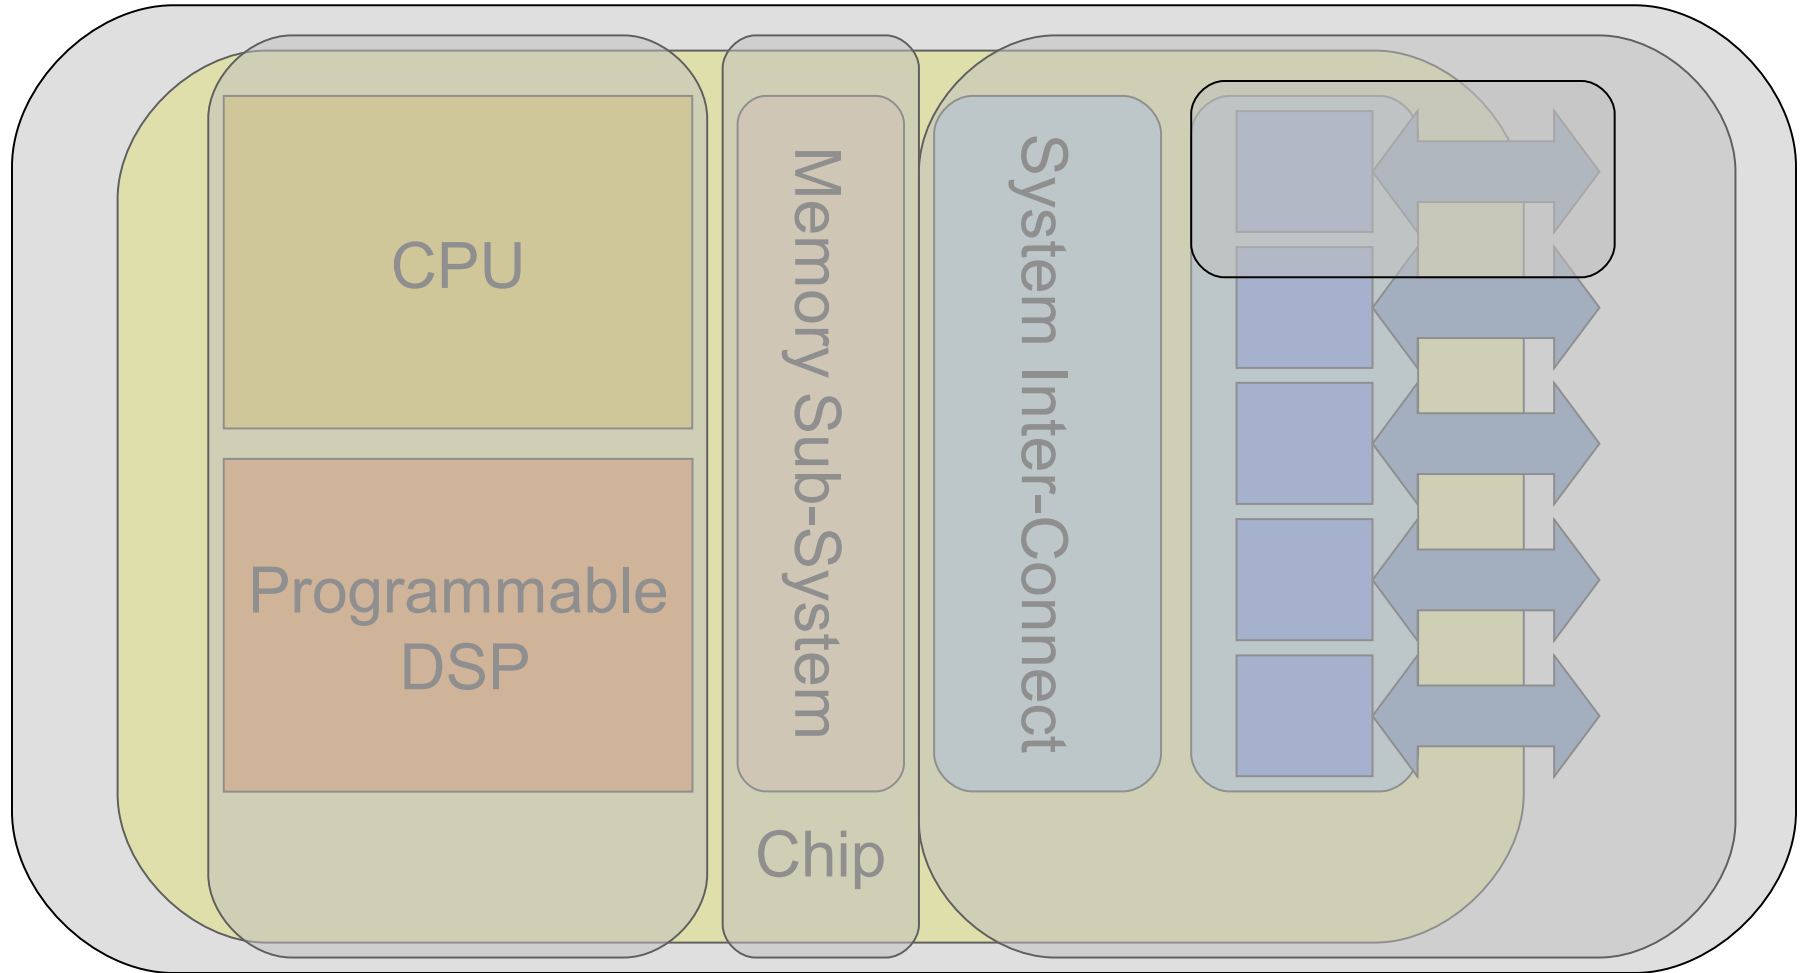 CPU
Programmable
DSP
Memory Sub-System
System Inter-Connect
Chip